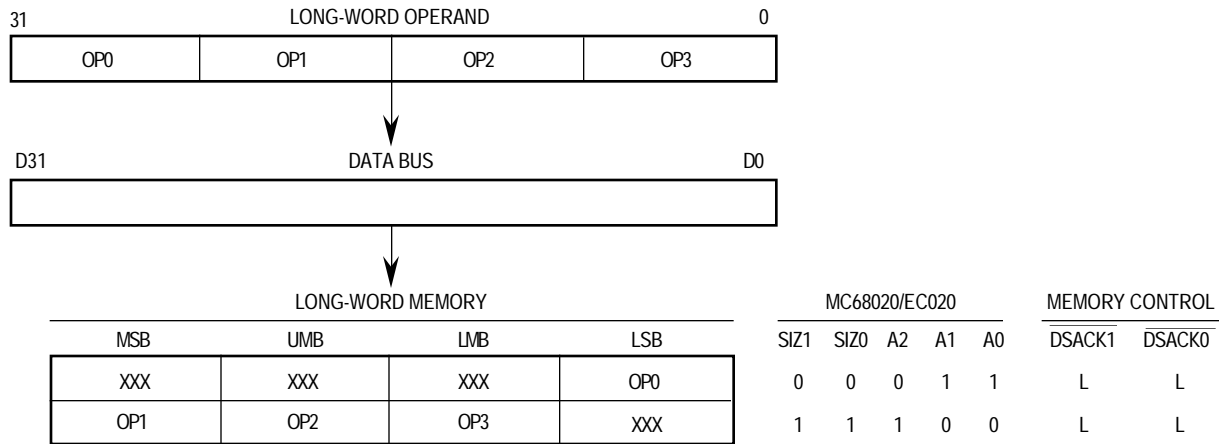 31 LONG-WORD OPERAND 0
OP0 OP1 OP2 OP3
D31 DATA BUS D0
LONG-WORD MEMORY MC68020/EC020 MEMORY CONTROL
MSB UMB LMB LSB SIZ1 SIZ0 A2 A1 A0 DSACK1 DSACK0
XXX XXX XXX OP0 0 0 0 1 1 L L
OP1 OP2 OP3 XXX 1 1 1 0 0 L L